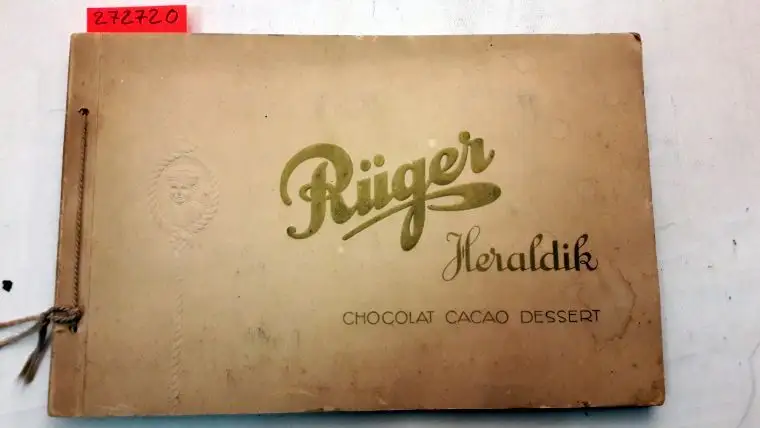 272720
Rüger
Heraldik
CHOCOLAT CACAO DESSERT